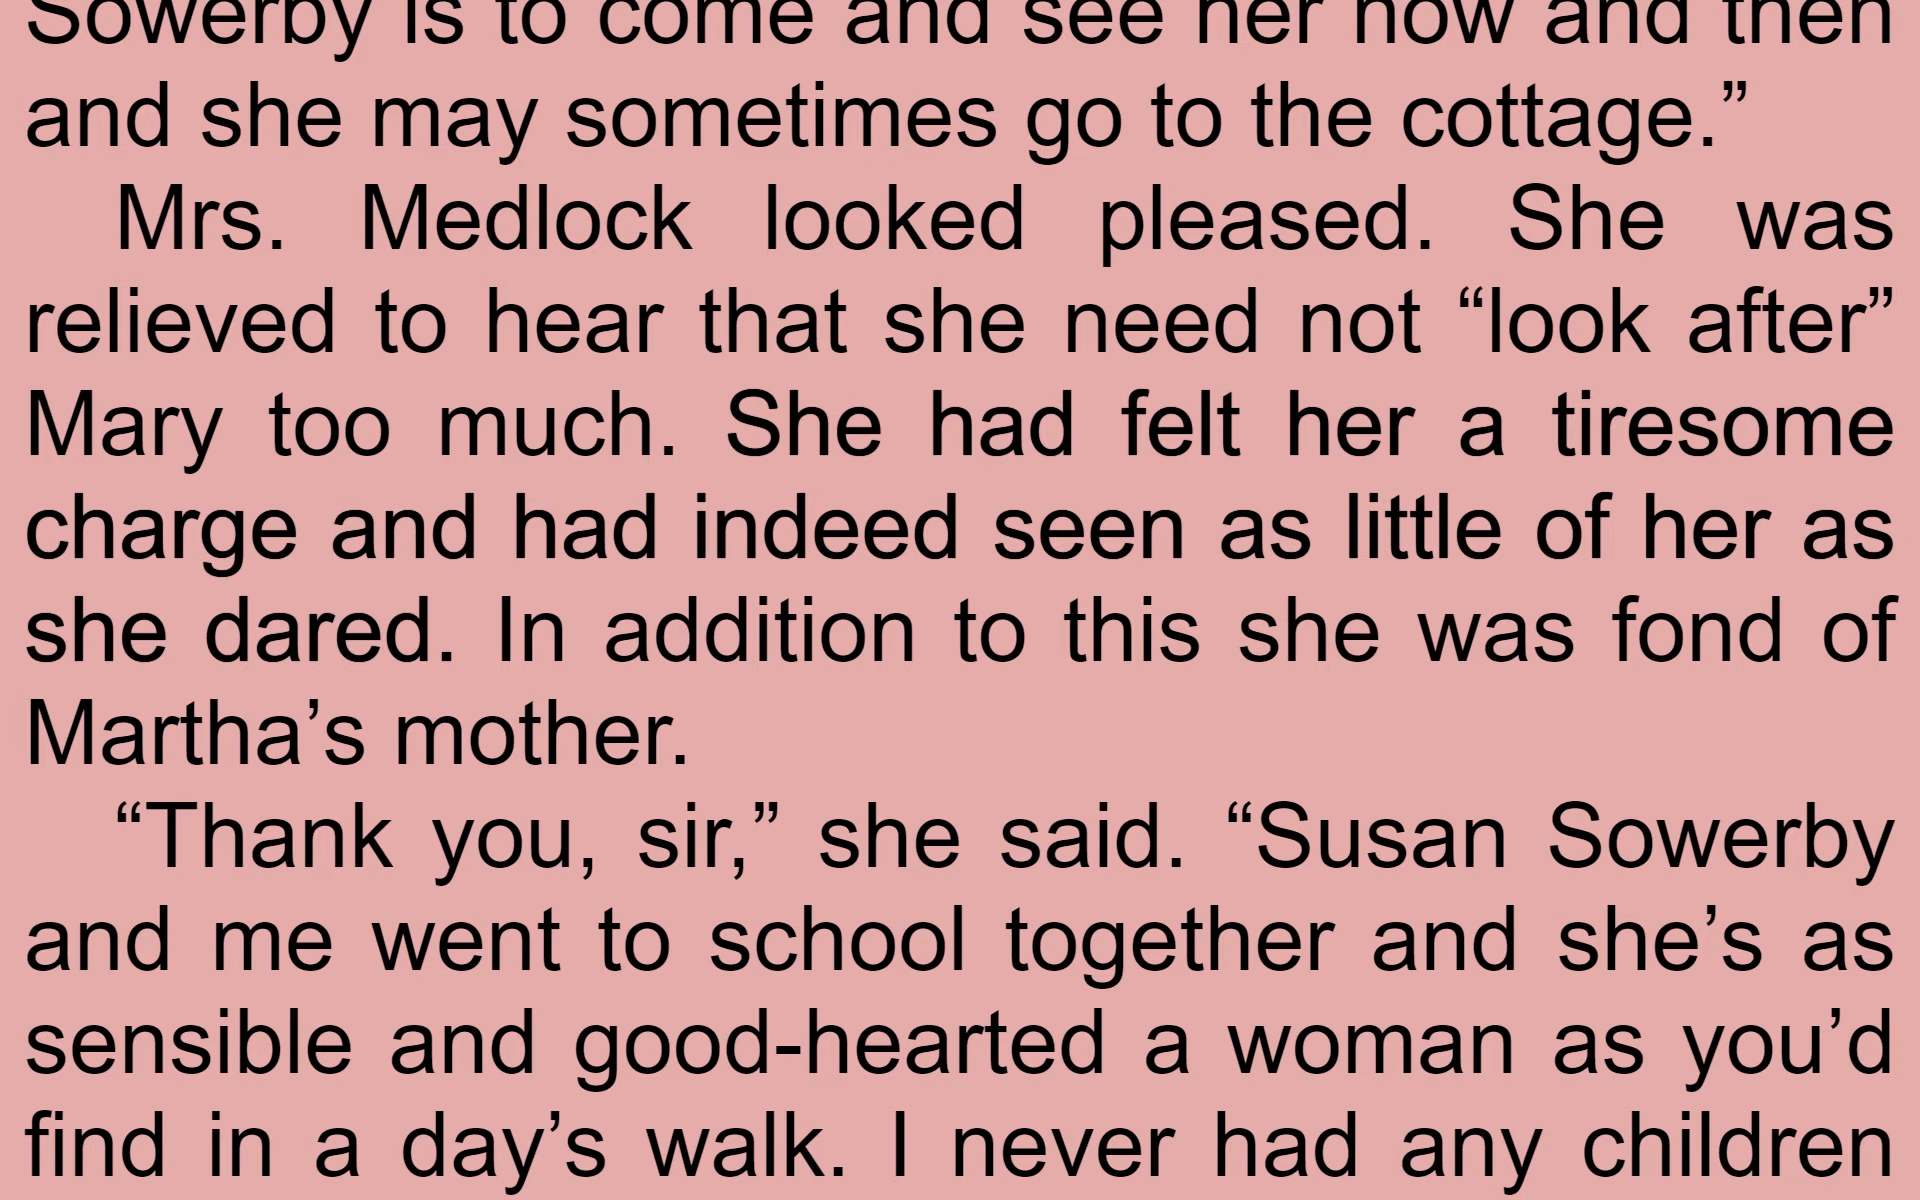 Sowerby is to come and see her now and then
and she may sometimes go to the cottage.”
Mrs. Medlock looked pleased. She was
relieved to hear that she need not “look after”
Mary too much. She had felt her a tiresome
charge and had indeed seen as little of her as
she dared. In addition to this she was fond of
Martha’s mother.
“Thank you, sir,” she said. “Susan Sowerby
and me went to school together and she’s as
sensible and good-hearted a woman as you’d
find in a day’s walk. I never had any children